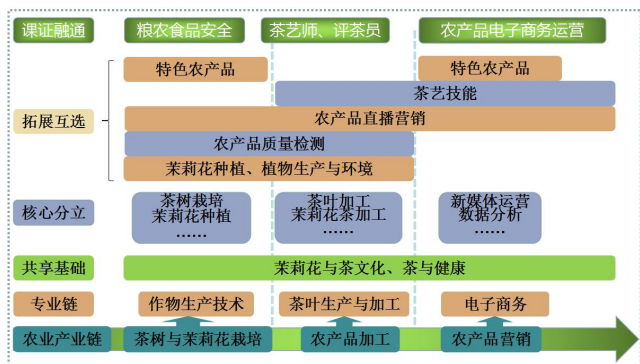 课证融通 粮农食品安全 茶艺师、评茶员 农产品电子商务运营
特色农产品 特色农产品
茶艺技能
拓展互选 农产品直播营销
农产品质量检测
茉莉花种植、植物生产与环境
核心分立 茶树栽培 茶叶加工 新媒体运营
茉莉花种植 茉莉花茶加工 数据分析
…… …… ……
共享基础 茉莉花与茶文化、茶与健康
专业链 作物生产技术 茶叶生产与加工 电子商务
农业产业链 茶树与茉莉花栽培 农产品加工 农产品营销